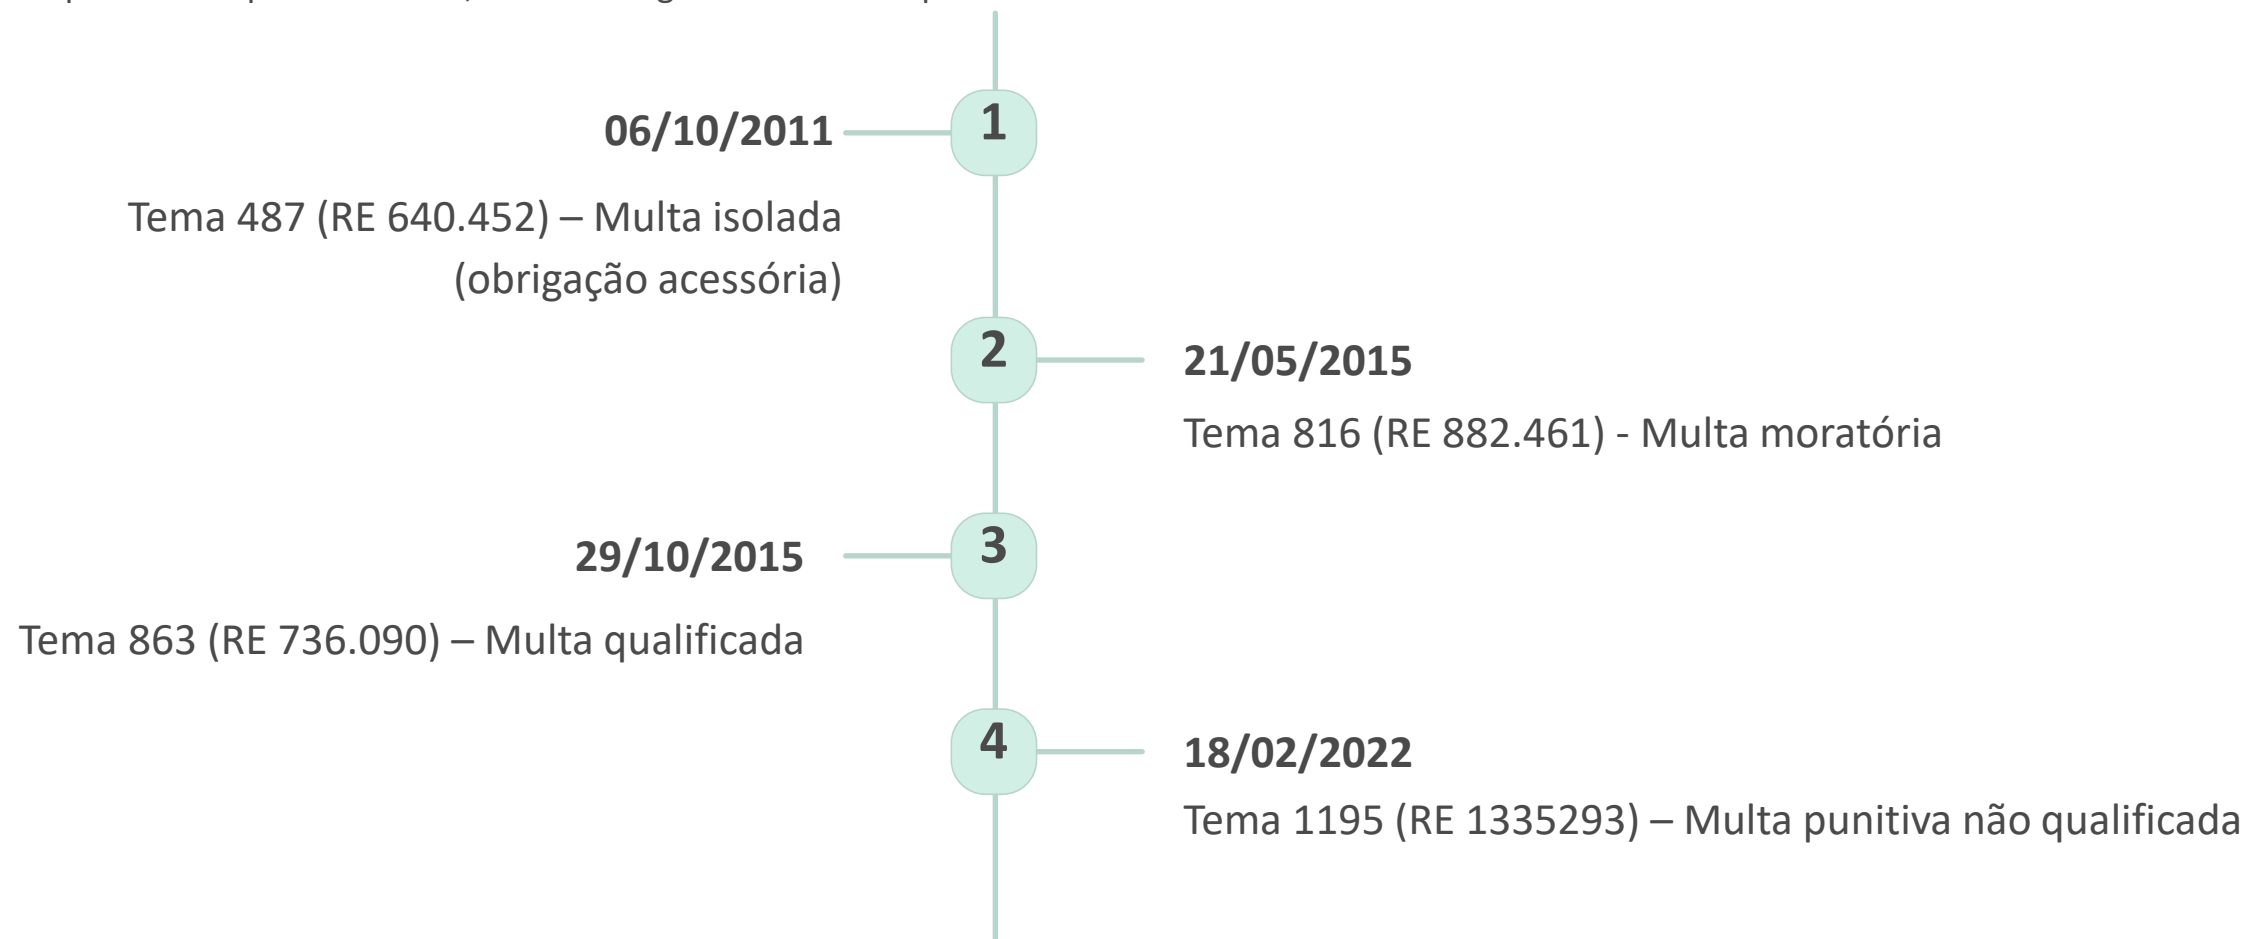 1
06/10/2011
Tema 487 (RE 640.452) – Multa isolada
(obrigação acessória)
2
21/05/2015
Tema 816 (RE 882.461) - Multa moratória
3
29/10/2015
Tema 863 (RE 736.090) – Multa qualificada
4
18/02/2022
Tema 1195 (RE 1335293) – Multa punitiva não qualificada